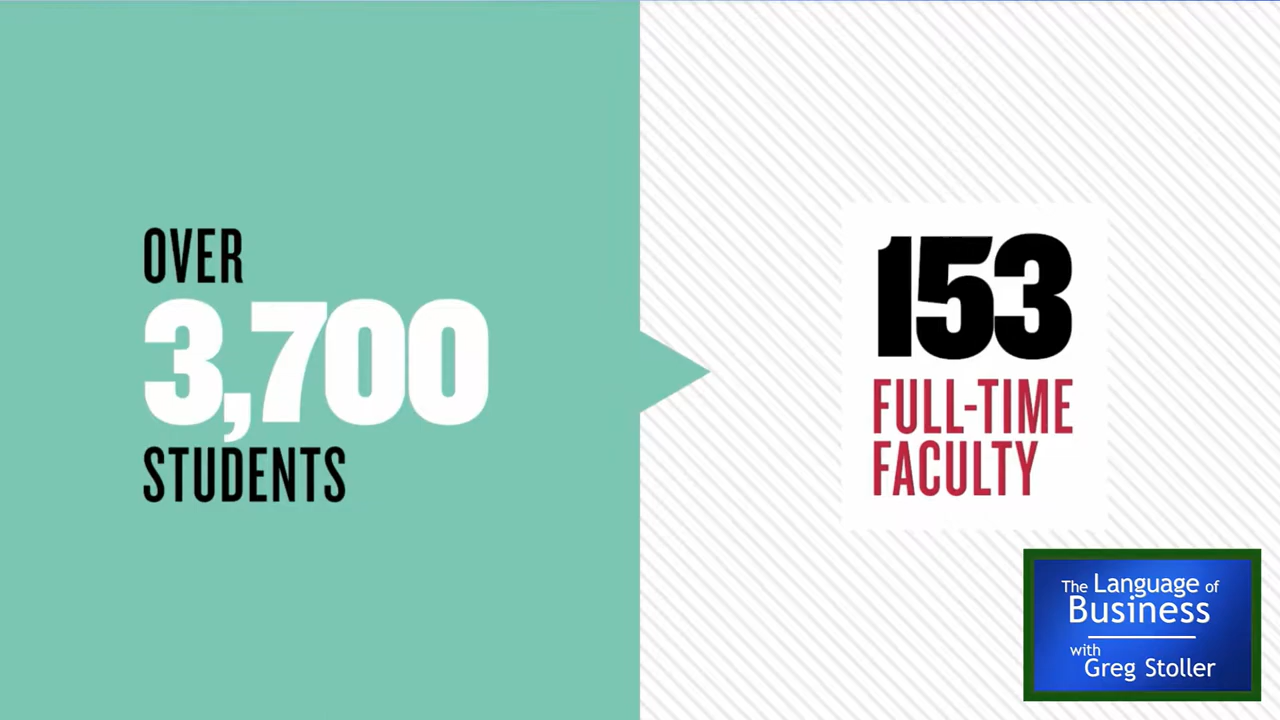 OVER
3,700
STUDENTS
153
FULL-TIME
FACULTY
The Language of
Business
with
Greg Stoller